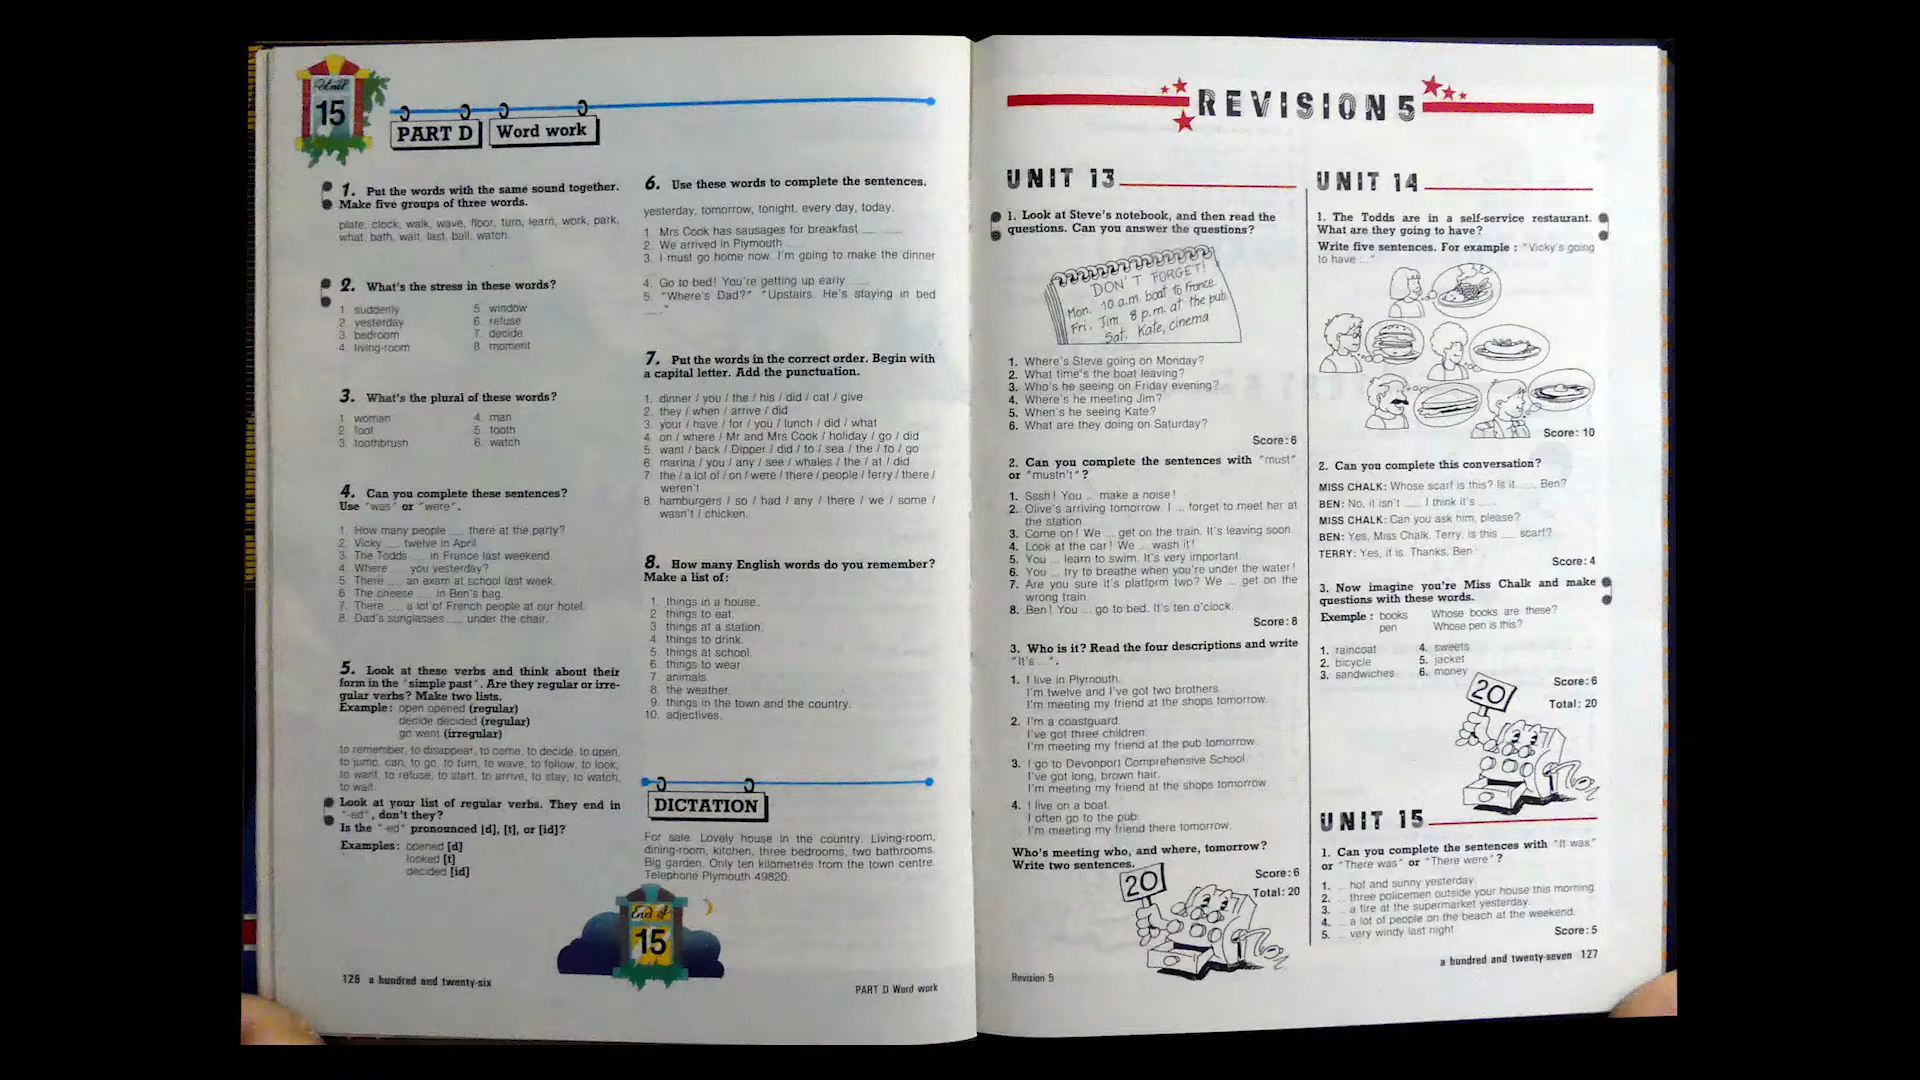 Unit
15
PART D Word work
1. Put the words with the same sound together.
Make five groups of three words.
plate, clock, walk, wave, floor, turn, learn, work, park,
what, bath, wait, last, ball, watch.
2. What's the stress in these words?
1 suddenly
2. yesterday
3. bedroom
4. living-room
5 window
6 refuse
7. decide
8 moment
3. What's the plural of these words?
1 woman
2 foot
3. toothbrush
4. man
5. tooth
6. watch
4. Can you complete these sentences?
Use "was" or "were".
1. How many people ... there at the party?
2. Vicky ... twelve in April
3. The Todds ... in France last weekend.
4 Where ... you yesterday?
5 There ... an exam at school last week.
6 The cheese ... in Ben's bag.
7. There ... a lot of French people at our hotel.
8. Dad's sunglasses ... under the chair.
5. Look at these verbs and think about their
form in the "simple past". Are they regular or irre-
gular verbs? Make two lists.
Example: open opened (regular)
decide decided (regular)
go went (irregular)
to remember, to disappear, to come, to decide, to open,
to jump, can, to go, to turn, to wave, to follow, to look,
to want, to refuse, to start, to arrive, to stay, to watch,
to wait.
Look at your list of regular verbs. They end in
"-ed", don't they?
Is the "-ed" pronounced [d], [t], or [id]?
Examples: opened [d]
looked [t]
decided [id]
6. Use these words to complete the sentences.
yesterday, tomorrow, tonight, every day, today.
1 Mrs Cook has sausages for breakfast ... ...
2. We arrived in Plymouth ...
3. I must go home now. I'm going to make the dinner
4. Go to bed! You're getting up early ... .
5. "Where's Dad?" "Upstairs. He's staying in bed
... ."
7. Put the words in the correct order. Begin with
a capital letter. Add the punctuation.
1. dinner / you / the / his / did / cat / give
2. they / when / arrive / did
3. your / have / for / you / lunch / did / what
4. on / where / Mr and Mrs Cook / holiday / go / did
5. want / back / Dipper / did / to / sea / the / to / go
6. marina / you / any / see / whales / the / at / did
7 the / a lot of / on / were / there / people / ferry / there /
weren't
8. hamburgers / so / had / any / there / we / some /
wasn't / chicken.
8. How many English words do you remember?
Make a list of:
1. things in a house.
2 things to eat.
3 things at a station.
4 things to drink.
5. things at school.
6. things to wear.
7. animals.
8. the weather.
9. things in the town and the country.
10. adjectives.
DICTATION
For sale. Lovely house in the country. Living-room,
dining-room, kitchen, three bedrooms, two bathrooms.
Big garden. Only ten kilometres from the town centre.
Telephone Plymouth 49820.
End of
15
126 a hundred and twenty-six
PART D Word work
REVISION 5
UNIT 13
1. Look at Steve's notebook, and then read the
questions. Can you answer the questions?
DON'T FORGET!
Mon. 10 a.m. boat to France.
Fri. Jim 8 p.m. at the pub
Sat. Kate, cinema
1. Where's Steve going on Monday?
2. What time's the boat leaving?
3. Who's he seeing on Friday evening?
4. Where's he meeting Jim?
5. When's he seeing Kate?
6. What are they doing on Saturday?
Score: 6
2. Can you complete the sentences with "must"
or "mustn't"?
1. Sssh! You ... make a noise!
2. Olive's arriving tomorrow. I ... forget to meet her at
the station.
3. Come on! We ... get on the train. It's leaving soon.
4. Look at the car! We ... wash it!
5. You ... learn to swim. It's very important.
6. You ... try to breathe when you're under the water!
7. Are you sure it's platform two? We ... get on the
wrong train.
8. Ben! You ... go to bed. It's ten o'clock.
Score: 8
3. Who is it? Read the four descriptions and write
"It's ...".
1. I live in Plymouth.
I'm twelve and I've got two brothers.
I'm meeting my friend at the shops tomorrow.
2. I'm a coastguard.
I've got three children.
I'm meeting my friend at the pub tomorrow.
3. I go to Devonport Comprehensive School.
I've got long, brown hair.
I'm meeting my friend at the shops tomorrow.
4. I live on a boat.
I often go to the pub.
I'm meeting my friend there tomorrow.
Who's meeting who, and where, tomorrow?
Write two sentences.
20
Score: 6
Total: 20
Revision 5
UNIT 14
1. The Todds are in a self-service restaurant.
What are they going to have?
Write five sentences. For example : "Vicky's going
to have ..."
Score: 10
2. Can you complete this conversation?
MISS CHALK: Whose scarf is this? Is it ..., Ben?
BEN: No, it isn't ... I think it's ...
MISS CHALK: Can you ask him, please?
BEN: Yes, Miss Chalk. Terry, is this ... scarf?
TERRY: Yes, it is. Thanks, Ben
Score: 4
3. Now imagine you're Miss Chalk and make
questions with these words.
Exemple : books Whose books are these?
pen Whose pen is this?
1. raincoat
2. bicycle
3. sandwiches
4. sweets
5. jacket
6. money
20
Score: 6
Total: 20
UNIT 15
1. Can you complete the sentences with "It was"
or "There was" or "There were"?
1. ... hot and sunny yesterday.
2. ... three policemen outside your house this morning.
3. ... a fire at the supermarket yesterday.
4. ... a lot of people on the beach at the weekend.
5. ... very windy last night
Score: 5
a hundred and twenty-seven 127